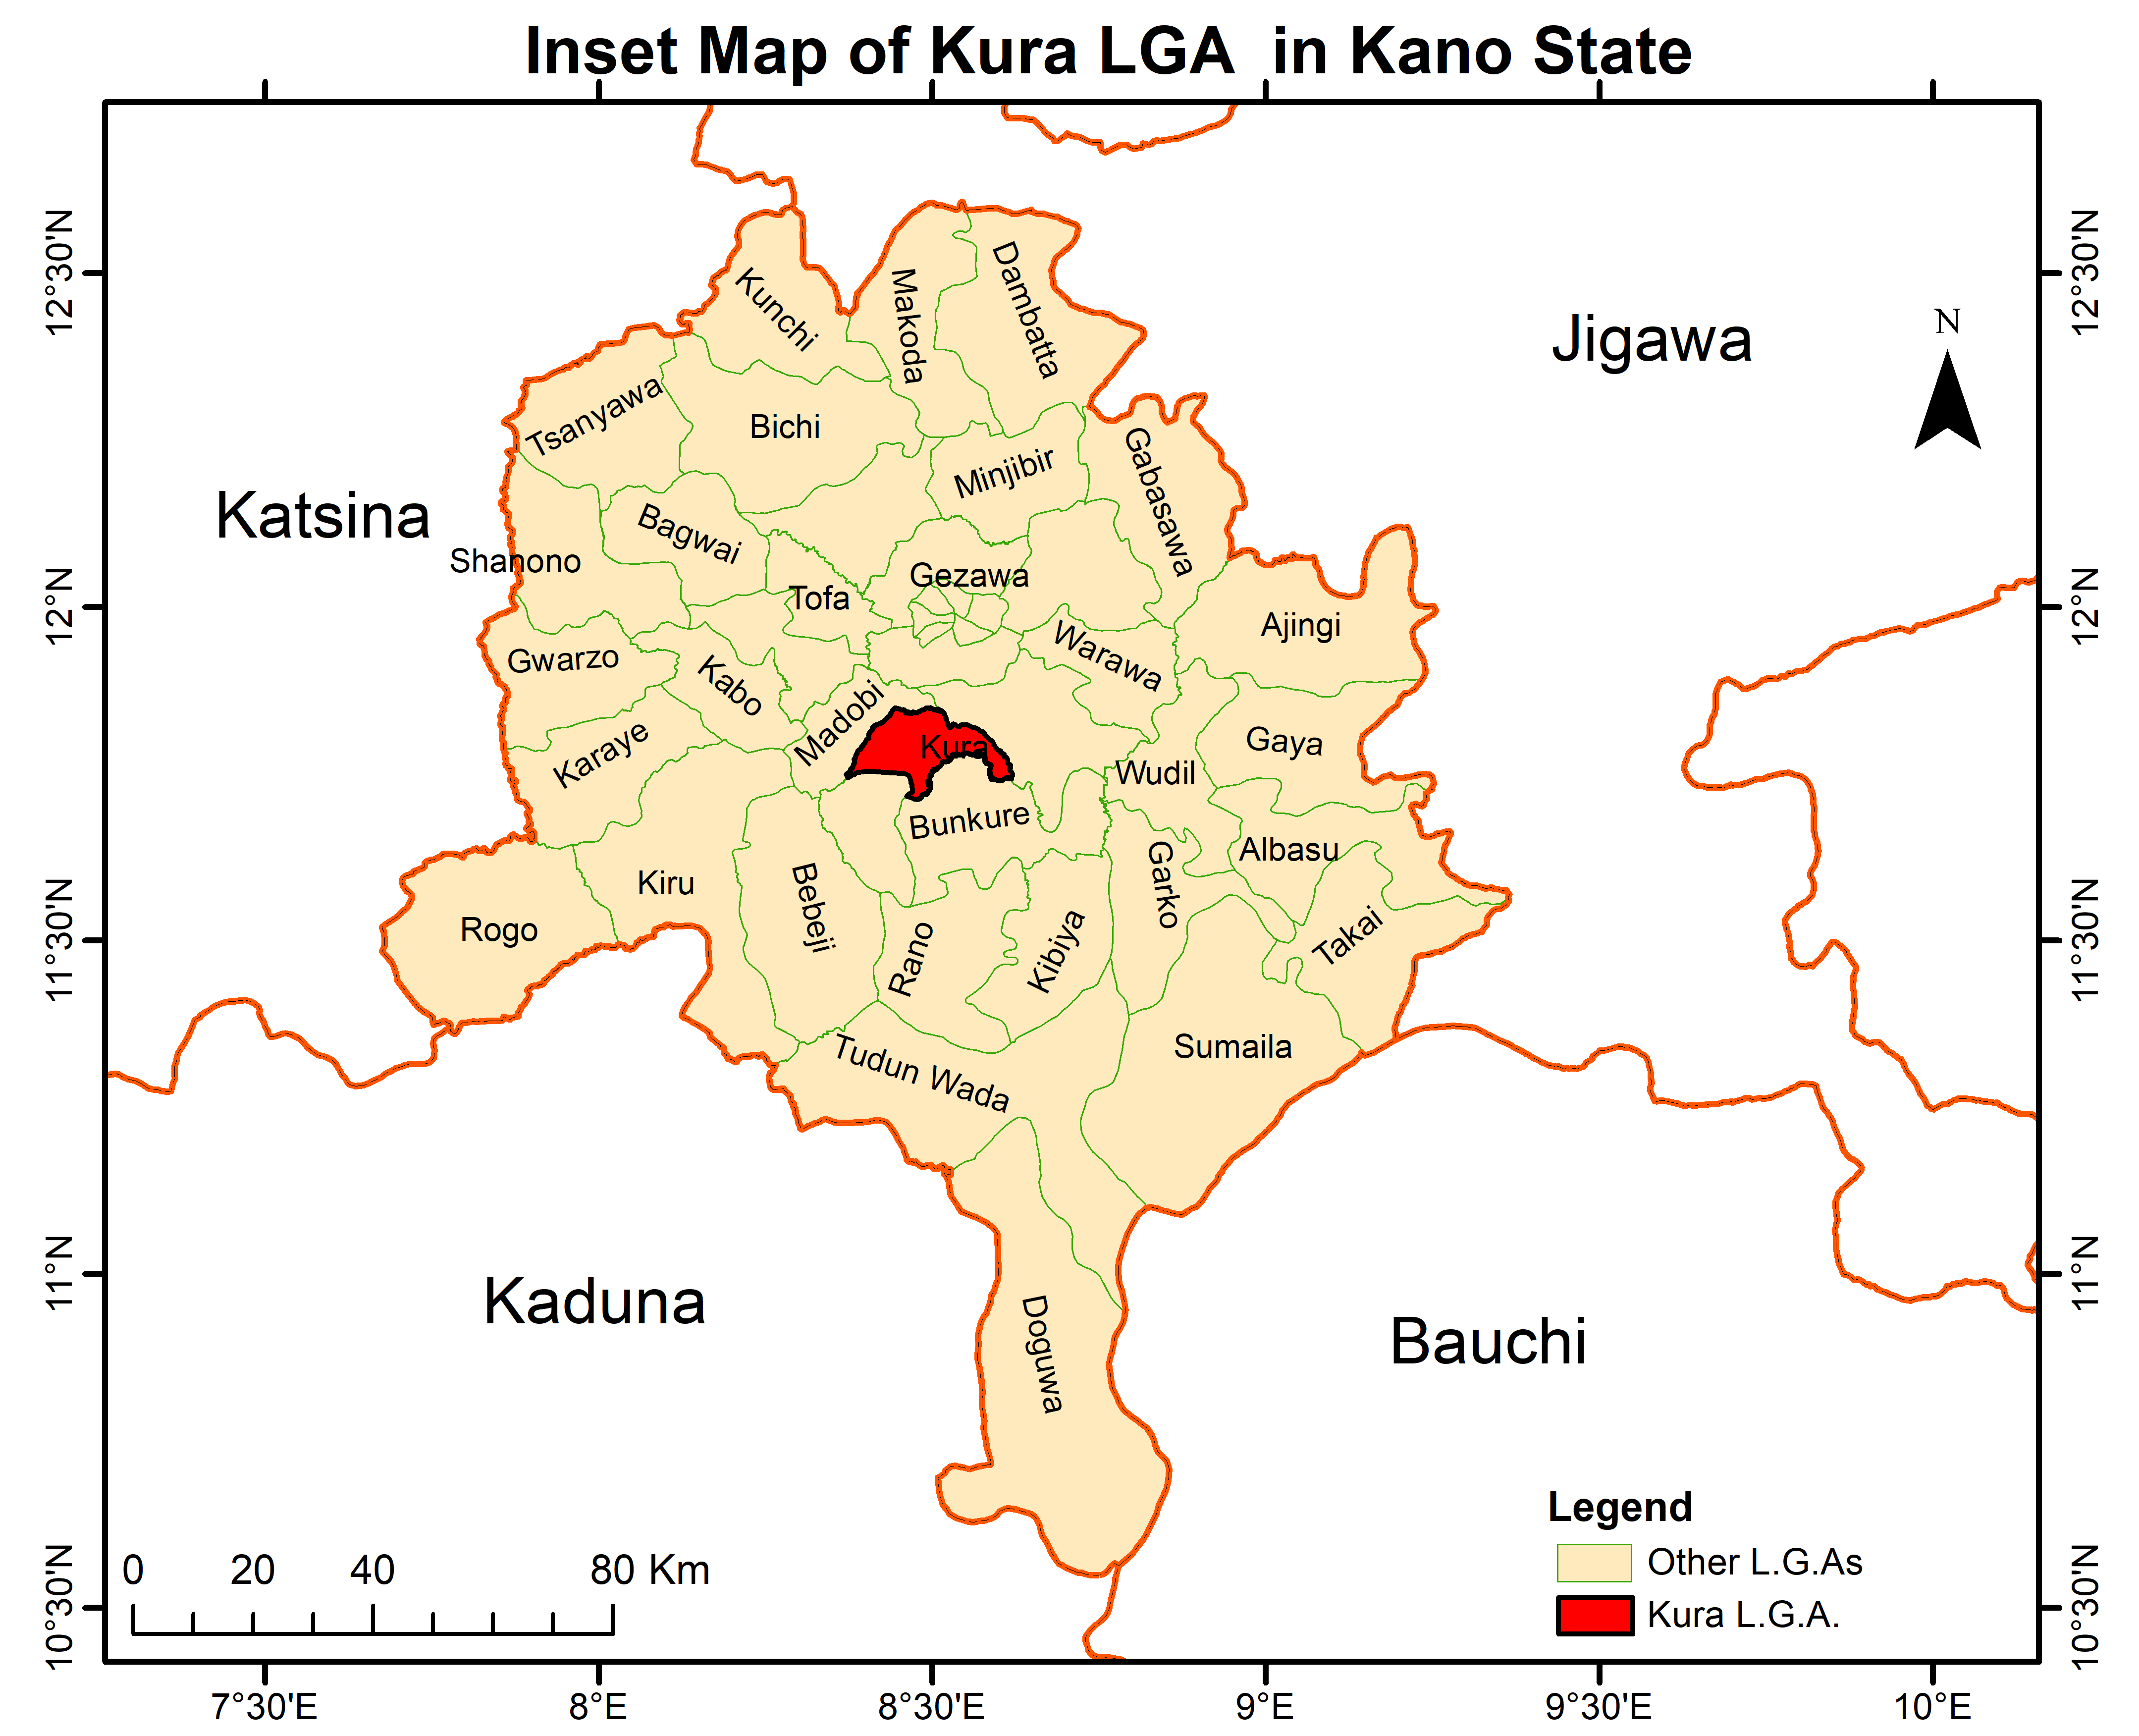 Inset Map of Kura LGA in Kano State
12°30'N
12°30'N
Kunchi
Makoda
Dambatta
Jigawa
N
Tsanyawa
Bichi
Minjibir
Gabasawa
Katsina
Bagwai
Shanono
Gezawa
Tofa
12°N
12°N
Ajingi
Gwarzo
Warawa
Kabo
Madobi
Karaye
Kura
Gaya
Wudil
Bunkure
Albasu
Garko
Kiru
Bebeji
Rogo
Rano
Kibiya
Takai
11°30'N
11°30'N
Sumaila
Tudun Wada
11°N
11°N
Kaduna
Bauchi
Doguwa
Legend
Other L.G.As
Kura L.G.A.
0 20 40 80 Km
10°30'N
10°30'N
7°30'E 8°E 8°30'E 9°E 9°30'E 10°E